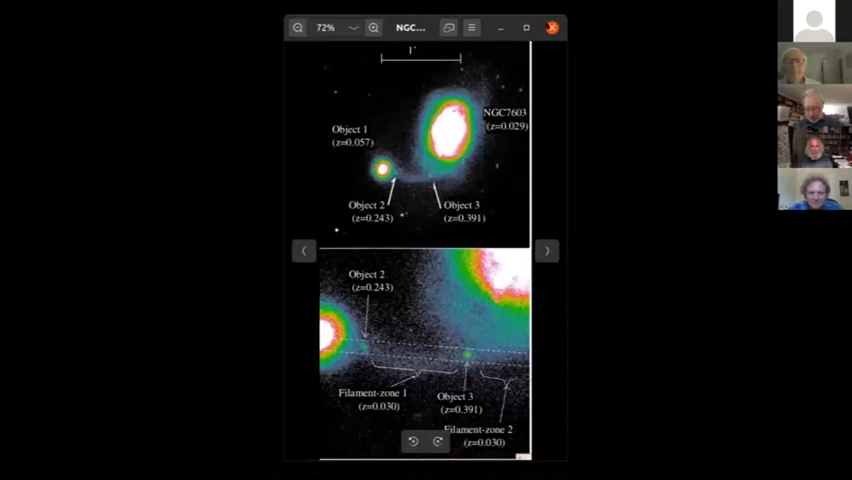 72%
NGC...
1'
NGC7603
(z=0.029)
Object 1
(z=0.057)
Object 2
(z=0.243)
Object 3
(z=0.391)
Object 2
(z=0.243)
Filament-zone 1
(z=0.030)
Object 3
(z=0.391)
Filament-zone 2
(z=0.030)